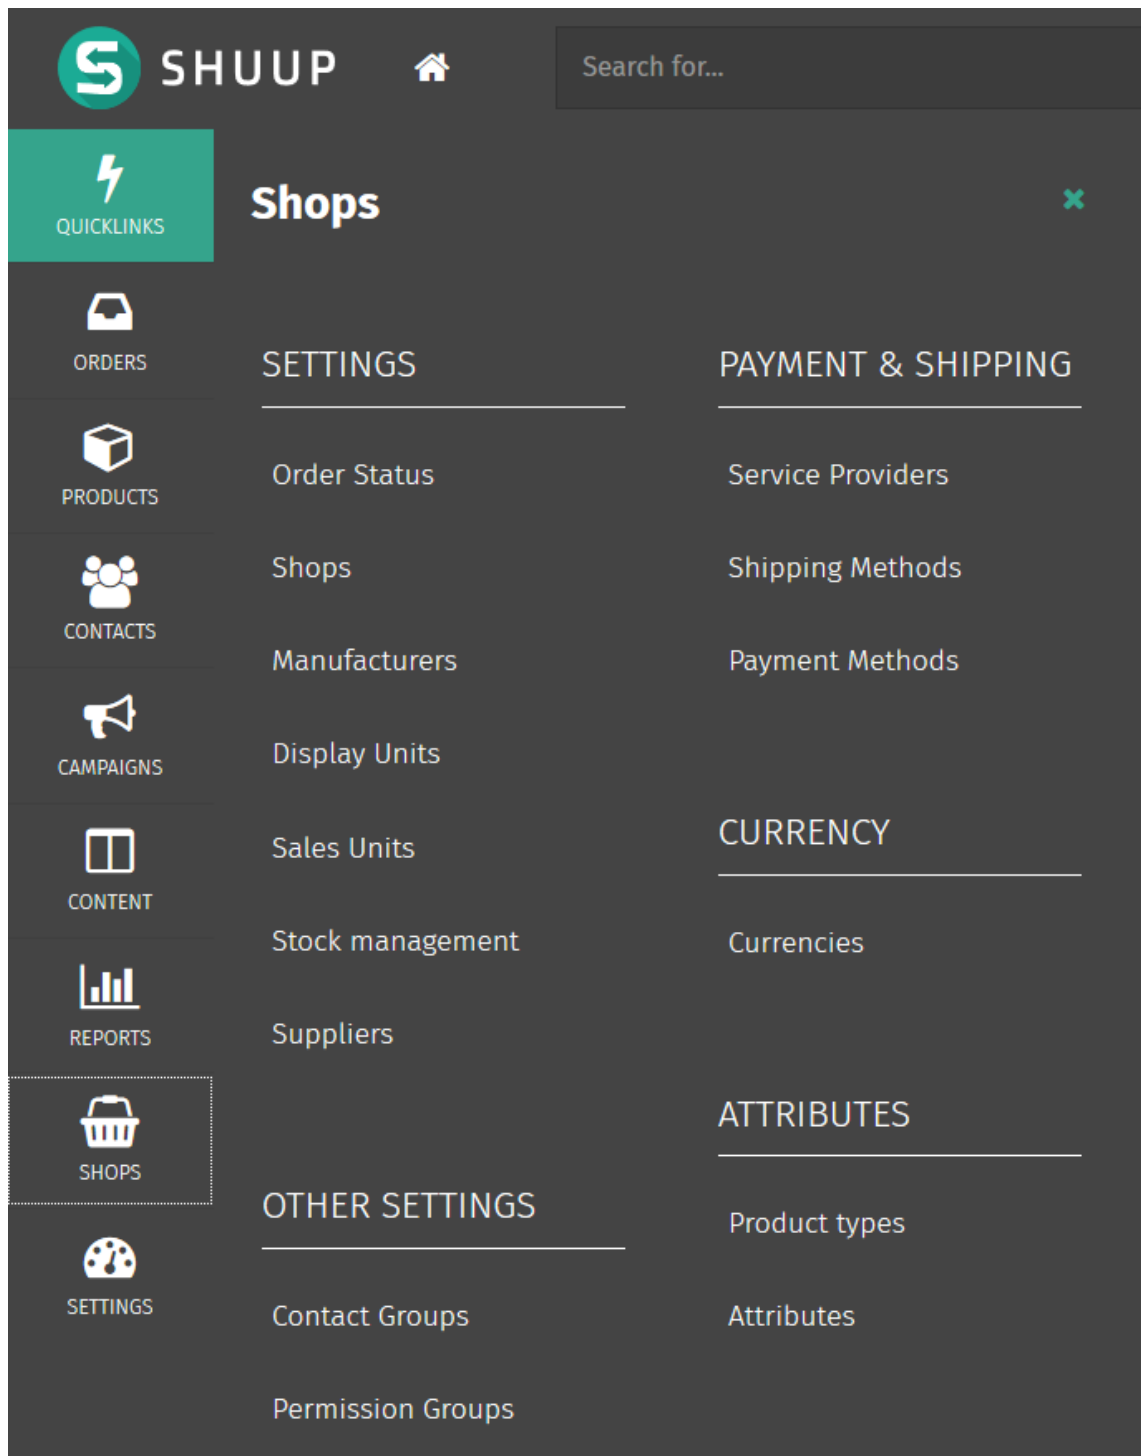 SHUUP
Search for...
QUICKLINKS
ORDERS
PRODUCTS
CONTACTS
CAMPAIGNS
CONTENT
REPORTS
SHOPS
SETTINGS
Shops
SETTINGS
Order Status
Shops
Manufacturers
Display Units
Sales Units
Stock management
Suppliers
OTHER SETTINGS
Contact Groups
Permission Groups
PAYMENT & SHIPPING
Service Providers
Shipping Methods
Payment Methods
CURRENCY
Currencies
ATTRIBUTES
Product types
Attributes